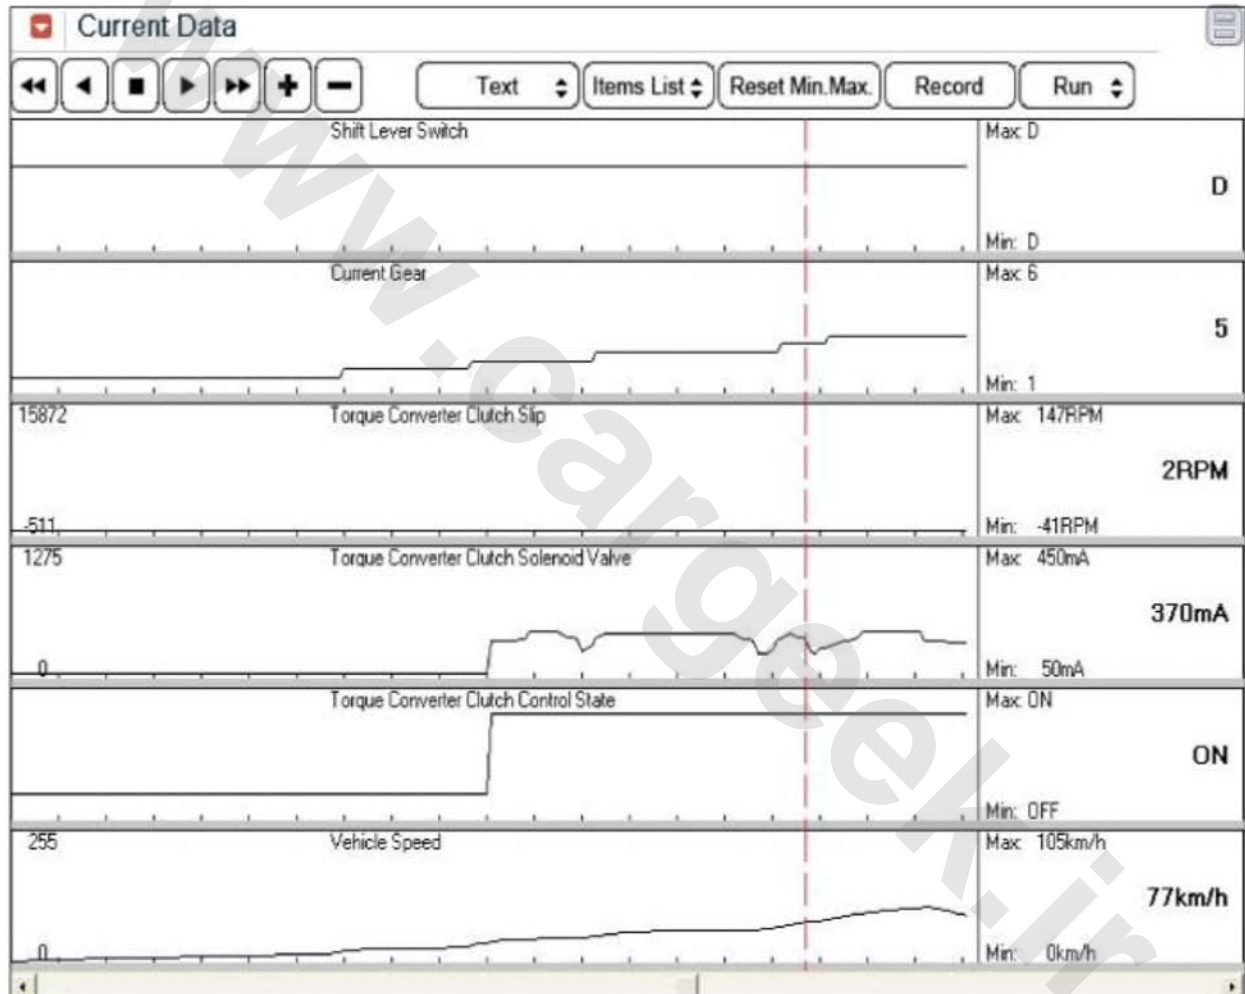 Current Data
Text Items List Reset Min.Max. Record Run
Shift Lever Switch
Max: D
D
Min: D
Current Gear
Max: 6
5
Min: 1
15872
Torque Converter Clutch Slip
Max: 147RPM
2RPM
-511
Min: -41RPM
1275
Torque Converter Clutch Solenoid Valve
Max: 450mA
370mA
0
Min: 50mA
Torque Converter Clutch Control State
Max: ON
ON
Min: OFF
255
Vehicle Speed
Max: 105km/h
77km/h
0
Min: 0km/h
www.cargeek.ir